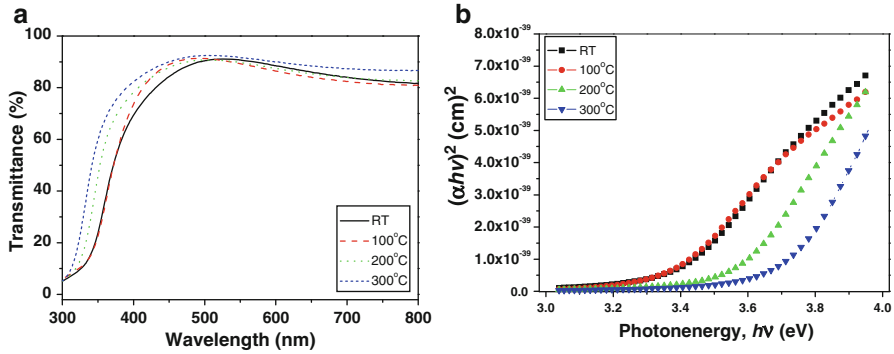 a
100
80
60
40
20
0
300 400 500 600 700 800
Transmittance (%)
Wavelength (nm)
RT
100°C
200°C
300°C
b
8.0x10⁻³⁹
7.0x10⁻³⁹
6.0x10⁻³⁹
5.0x10⁻³⁹
4.0x10⁻³⁹
3.0x10⁻³⁹
2.0x10⁻³⁹
1.0x10⁻³⁹
0.0
3.0 3.2 3.4 3.6 3.8 4.0
(αhν)² (cm)²
Photonenergy, hν (eV)
RT
100°C
200°C
300°C